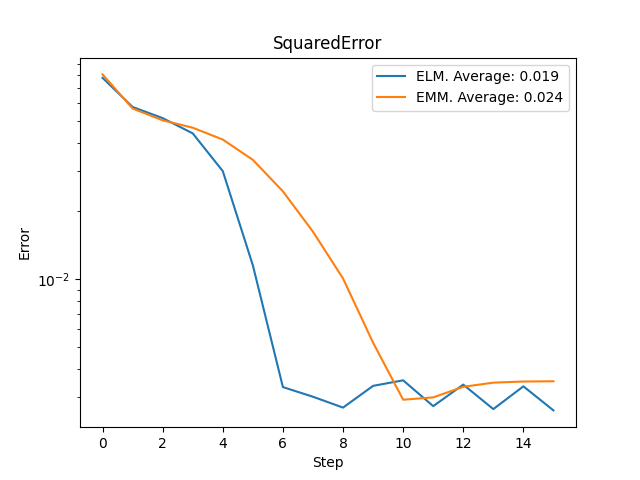 SquaredError
ELM. Average: 0.019
EMM. Average: 0.024
Error
10⁻²
0 2 4 6 8 10 12 14
Step